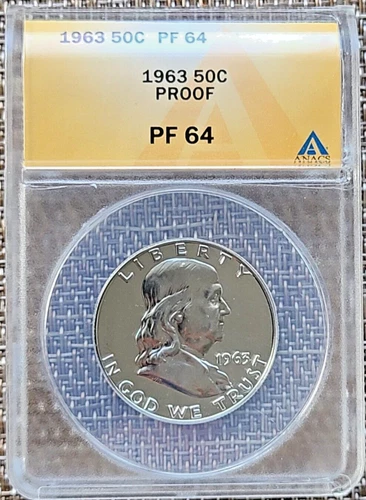 1963 50C PF 64
1963 50C
PROOF
PF 64
ANACS
LIBERTY
1963
IN GOD WE TRUST